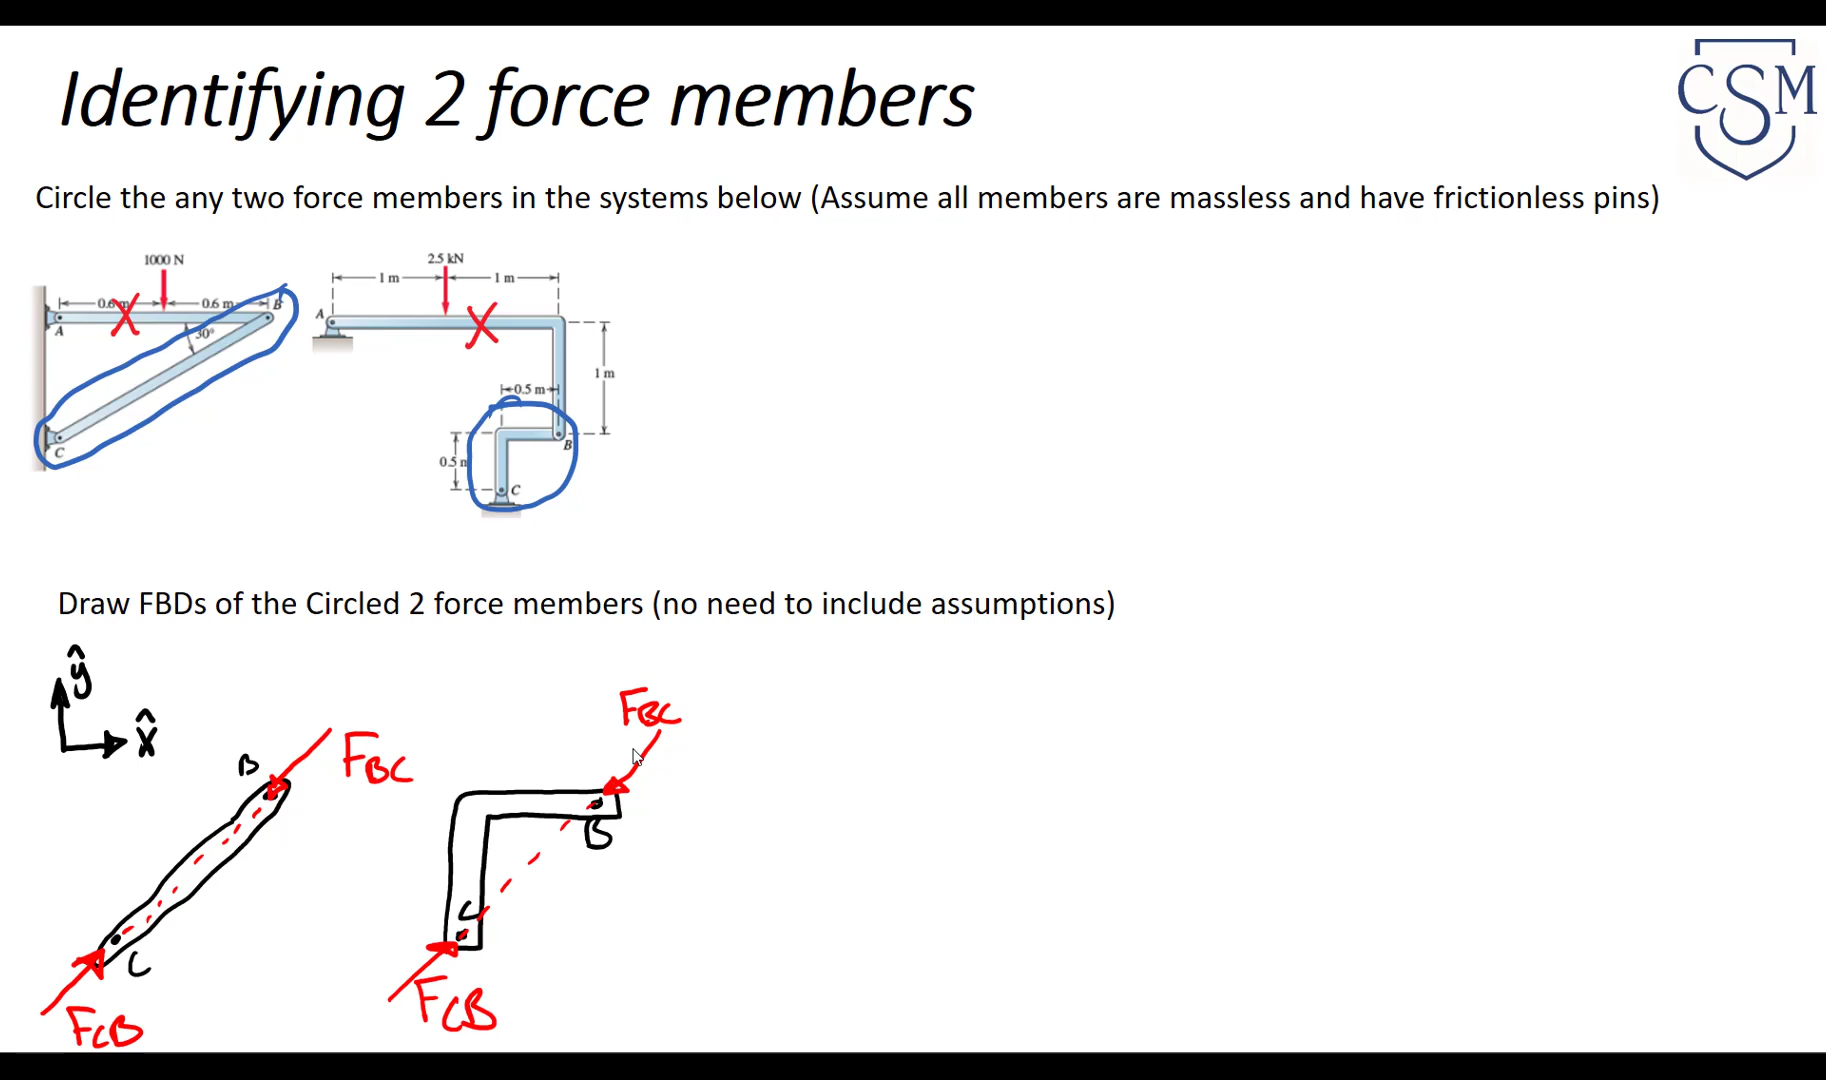 Identifying 2 force members
CSM
Circle the any two force members in the systems below (Assume all members are massless and have frictionless pins)
1000 N
0.6 m
0.6 m
B
A
30°
C
2.5 kN
1 m
1 m
A
1 m
0.5 m
B
0.5 m
C
Draw FBDs of the Circled 2 force members (no need to include assumptions)
ŷ
x̂
B
FBC
C
FCB
FBC
B
C
FCB